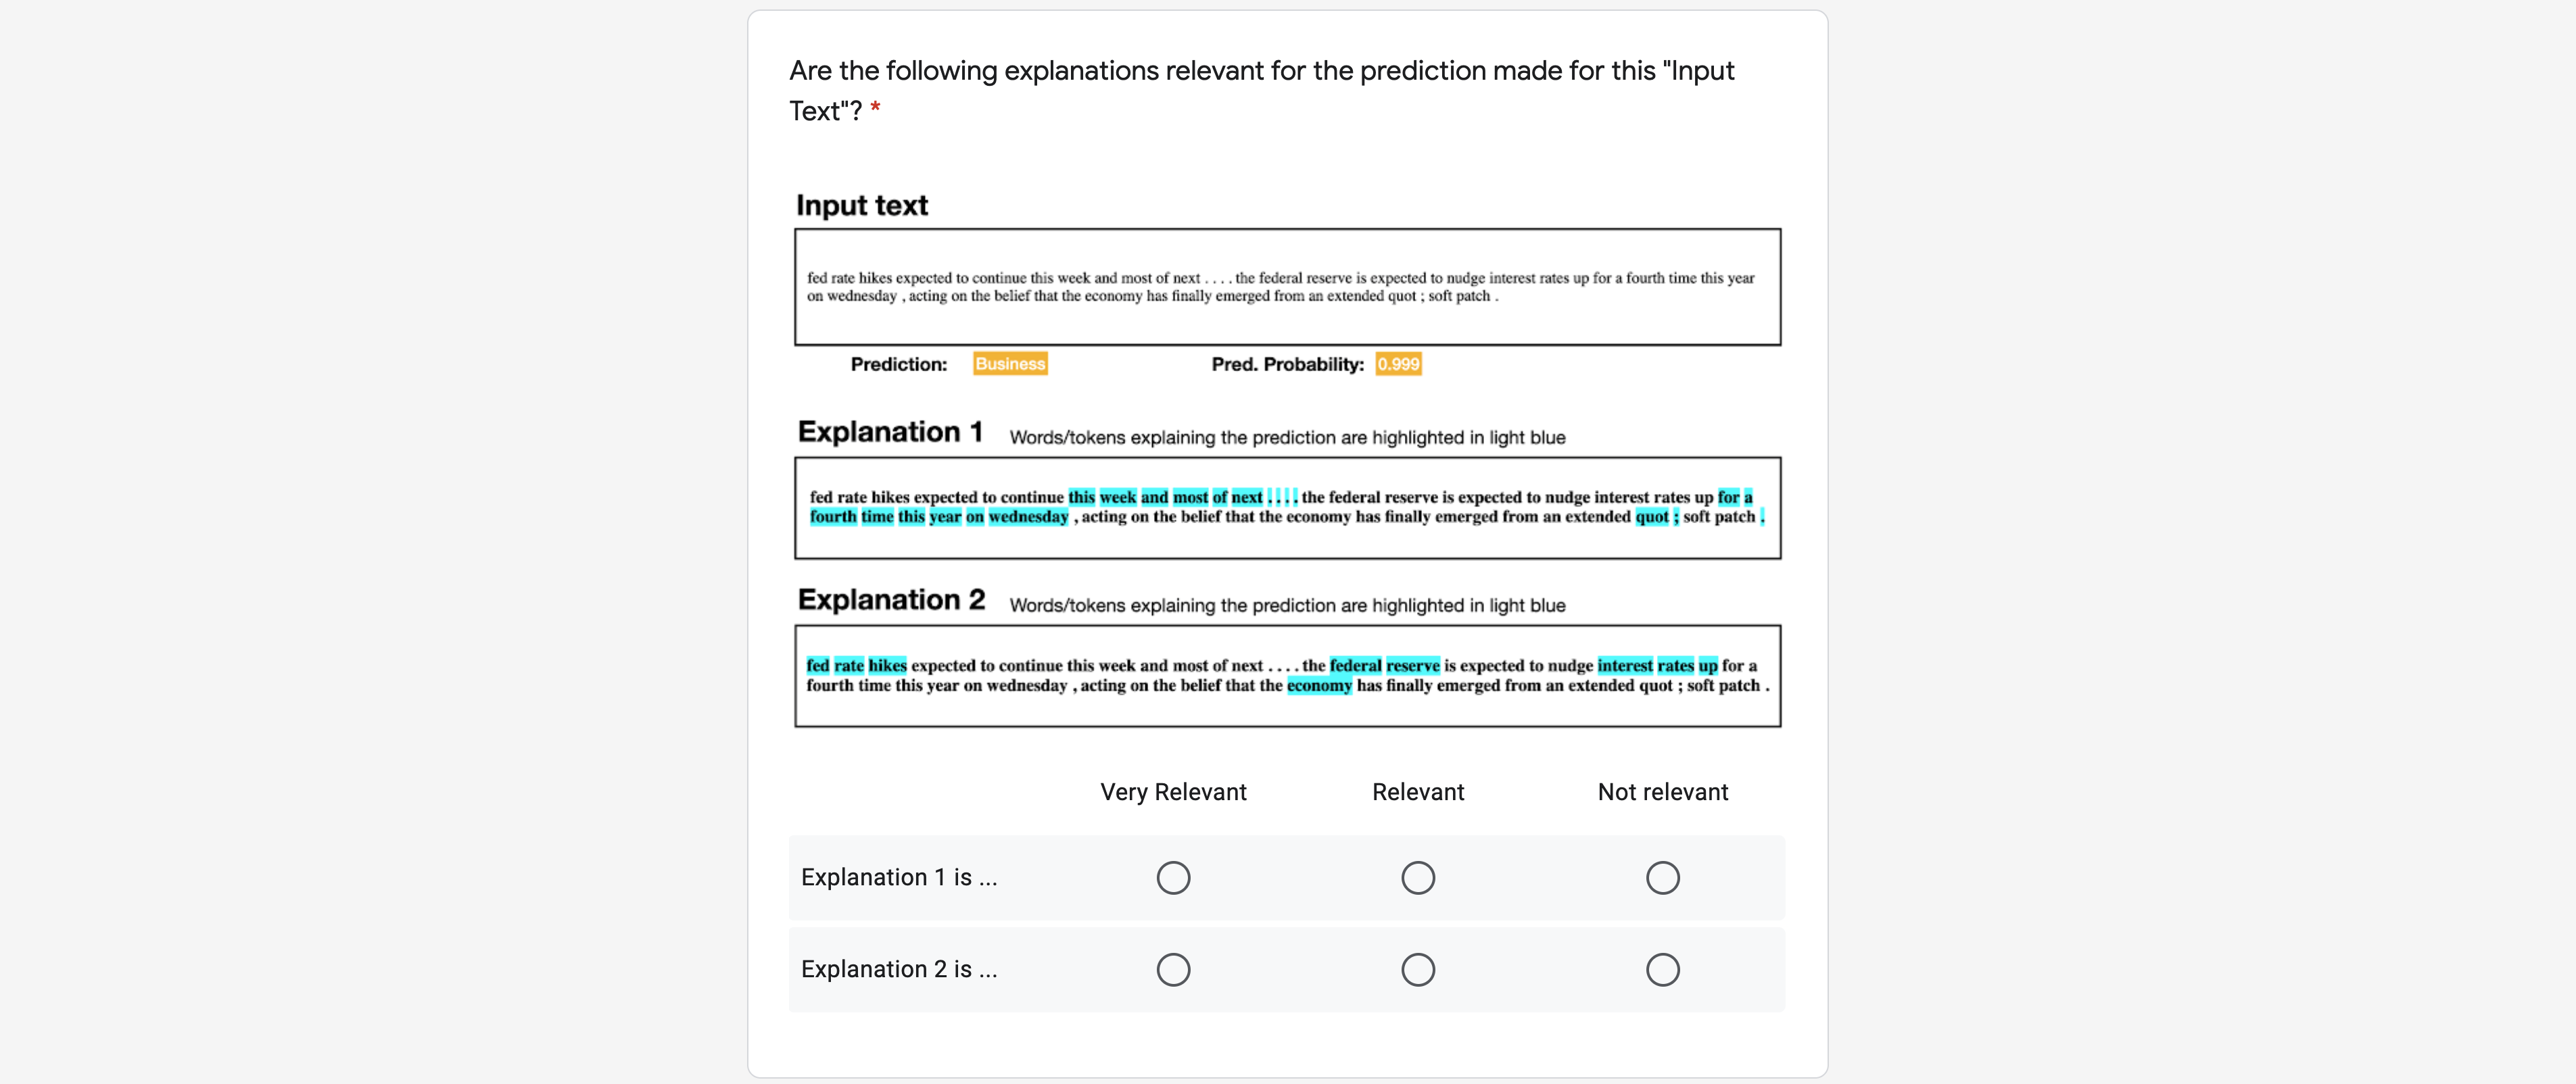 Are the following explanations relevant for the prediction made for this "Input
Text"? *
Input text
fed rate hikes expected to continue this week and most of next . . . . the federal reserve is expected to nudge interest rates up for a fourth time this year
on wednesday , acting on the belief that the economy has finally emerged from an extended quot ; soft patch .
Prediction: Business Pred. Probability: 0.999
Explanation 1 Words/tokens explaining the prediction are highlighted in light blue
fed rate hikes expected to continue this week and most of next . . . . the federal reserve is expected to nudge interest rates up for a
fourth time this year on wednesday , acting on the belief that the economy has finally emerged from an extended quot ; soft patch .
Explanation 2 Words/tokens explaining the prediction are highlighted in light blue
fed rate hikes expected to continue this week and most of next . . . . the federal reserve is expected to nudge interest rates up for a
fourth time this year on wednesday , acting on the belief that the economy has finally emerged from an extended quot ; soft patch .
Very Relevant Relevant Not relevant
Explanation 1 is ...
Explanation 2 is ...